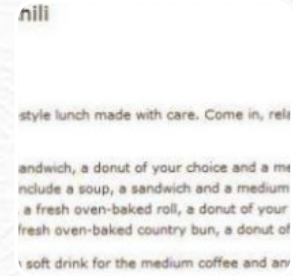 nili
style lunch made with care. Come in, rela
andwich, a donut of your choice and a me
nclude a soup, a sandwich and a medium
a fresh oven-baked roll, a donut of your
fresh oven-baked country bun, a donut of
soft drink for the medium coffee and any